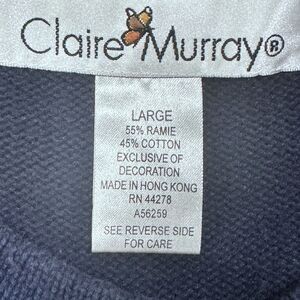 Claire Murray®
LARGE
55% RAMIE
45% COTTON
EXCLUSIVE OF
DECORATION
MADE IN HONG KONG
RN 44278
A56259
SEE REVERSE SIDE
FOR CARE